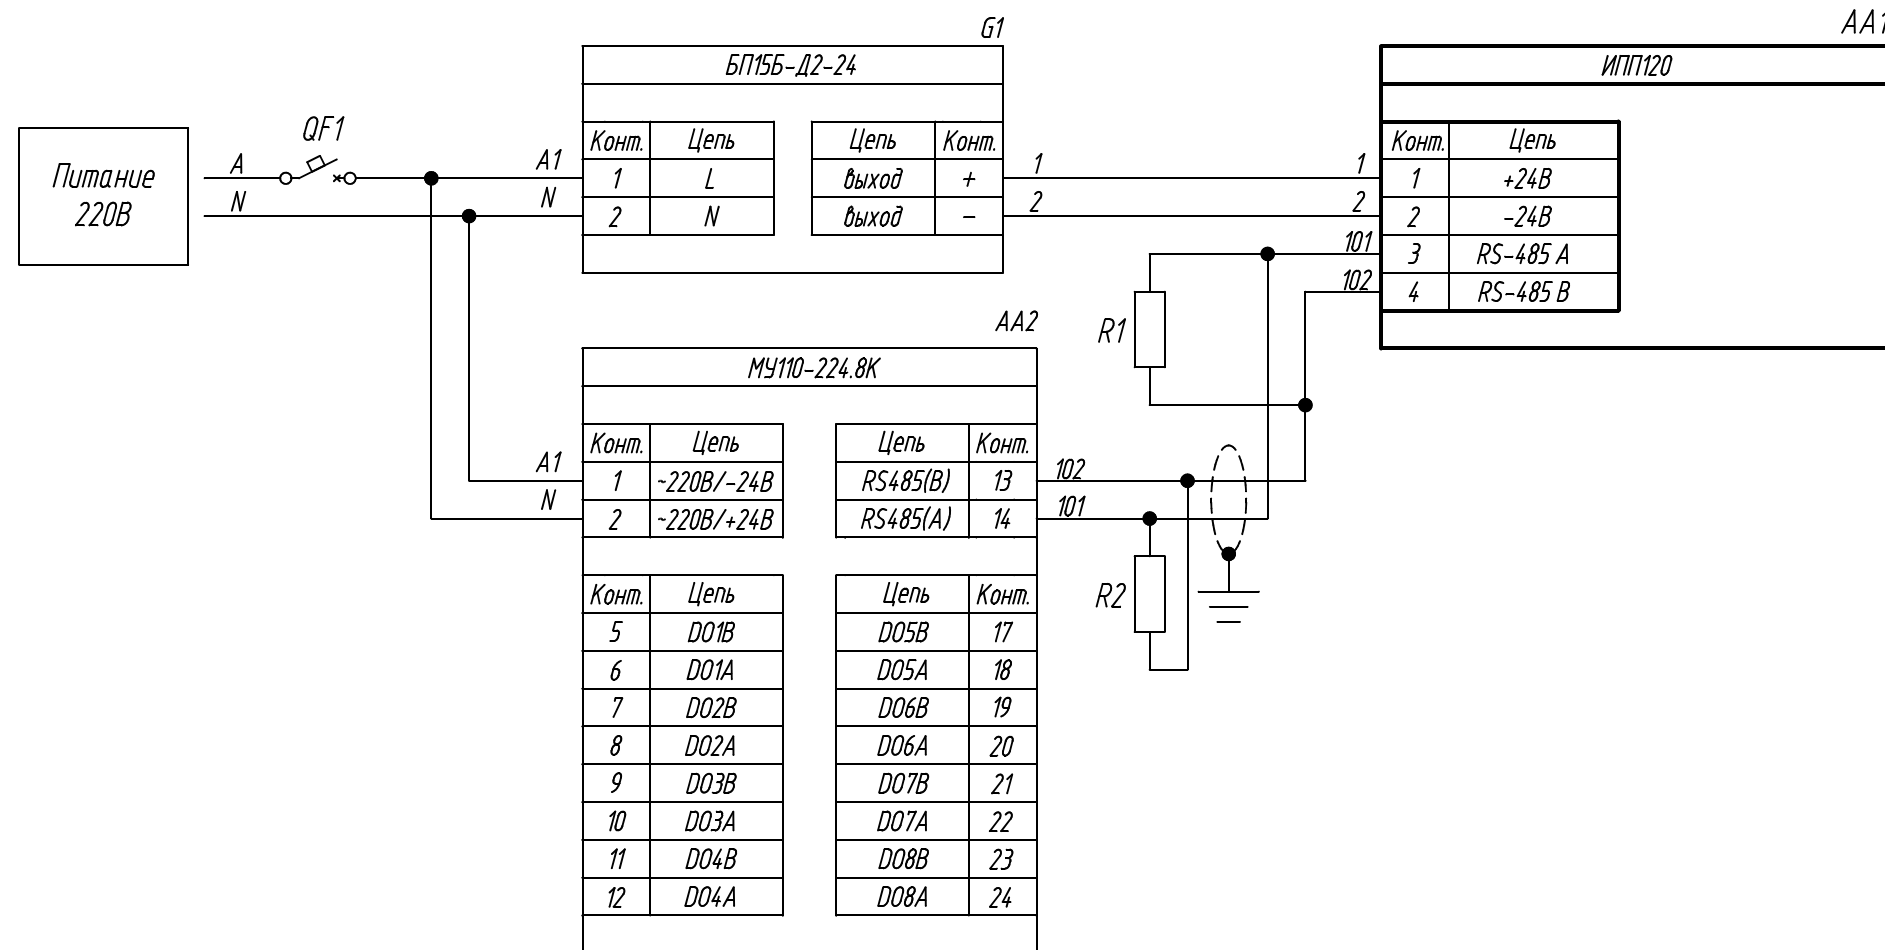 G1
AA1
БП15Б-Д2-24
ИПП120
Питание
220В
QF1
A
N
A1
N
Конт. Цепь
1 L
2 N
Цепь Конт.
выход +
выход –
1
2
1
2
101
102
Конт. Цепь
1 +24В
2 -24В
3 RS-485 A
4 RS-485 B
R1
AA2
МУ110-224.8К
A1
N
Конт. Цепь
1 ~220В/-24В
2 ~220В/+24В
Цепь Конт.
RS485(B) 13
RS485(A) 14
102
101
R2
Конт. Цепь
5 DO1B
6 DO1A
7 DO2B
8 DO2A
9 DO3B
10 DO3A
11 DO4B
12 DO4A
Цепь Конт.
DO5B 17
DO5A 18
DO6B 19
DO6A 20
DO7B 21
DO7A 22
DO8B 23
DO8A 24